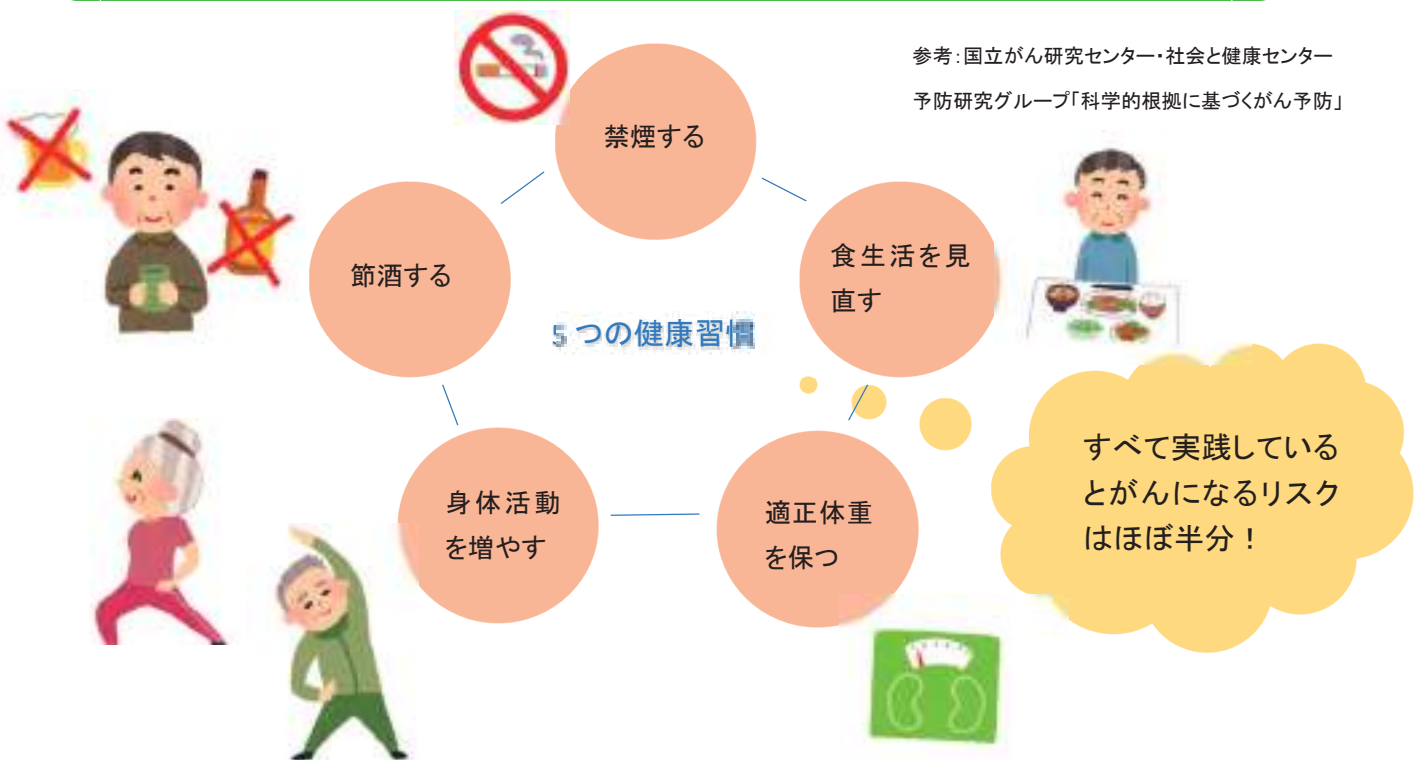 参考:国立がん研究センター・社会と健康センター
予防研究グループ「科学的根拠に基づくがん予防」
禁煙する
食生活を見
直す
節酒する
5つの健康習慣
すべて実践している
とがんになるリスク
はほぼ半分！
身体活動
を増やす
適正体重
を保つ